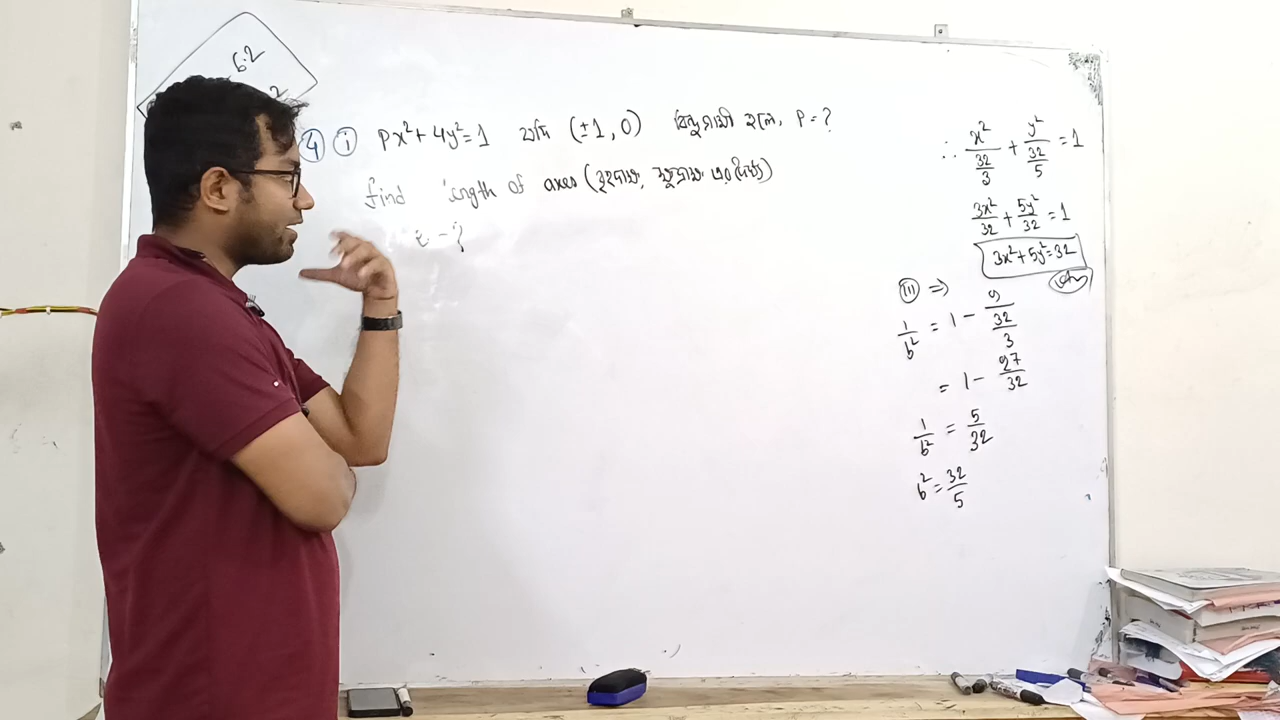 6.2
2
4 i px²+4y²=1 যদি (±1, 0) বিন্দুগামী হলে, P=?
find length of axes (বৃহদাক্ষ, ক্ষুদ্রাক্ষ এর দৈর্ঘ্য)
e = ?
∴ x²/(32/3) + y²/(32/5) = 1
3x²/32 + 5y²/32 = 1
3x²+5y²=32
(Ans)
iii ⇒
1/b² = 1 - 9/(32/3)
= 1 - 27/32
1/b² = 5/32
b² = 32/5